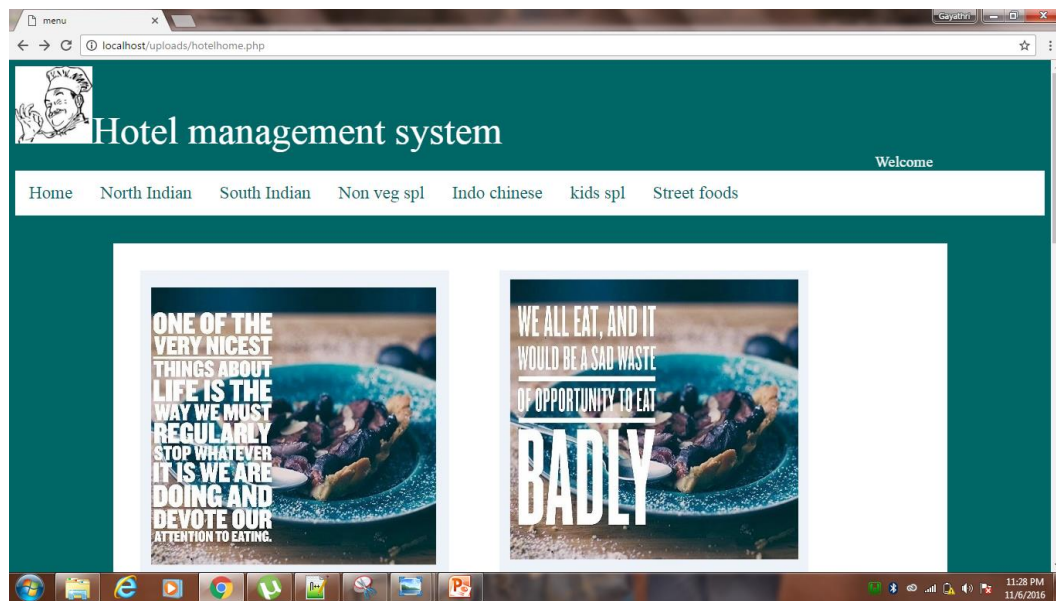 menu
Gayathri
localhost/uploads/hotelhome.php
Hotel management system
Welcome
Home North Indian South Indian Non veg spl Indo chinese kids spl Street foods
ONE OF THE
VERY NICEST
THINGS ABOUT
LIFE IS THE
WAY WE MUST
REGULARLY
STOP WHATEVER
IT IS WE ARE
DOING AND
DEVOTE OUR
ATTENTION TO EATING.
WE ALL EAT, AND IT
WOULD BE A SAD WASTE
OF OPPORTUNITY TO EAT
BADLY
11:28 PM
11/6/2016